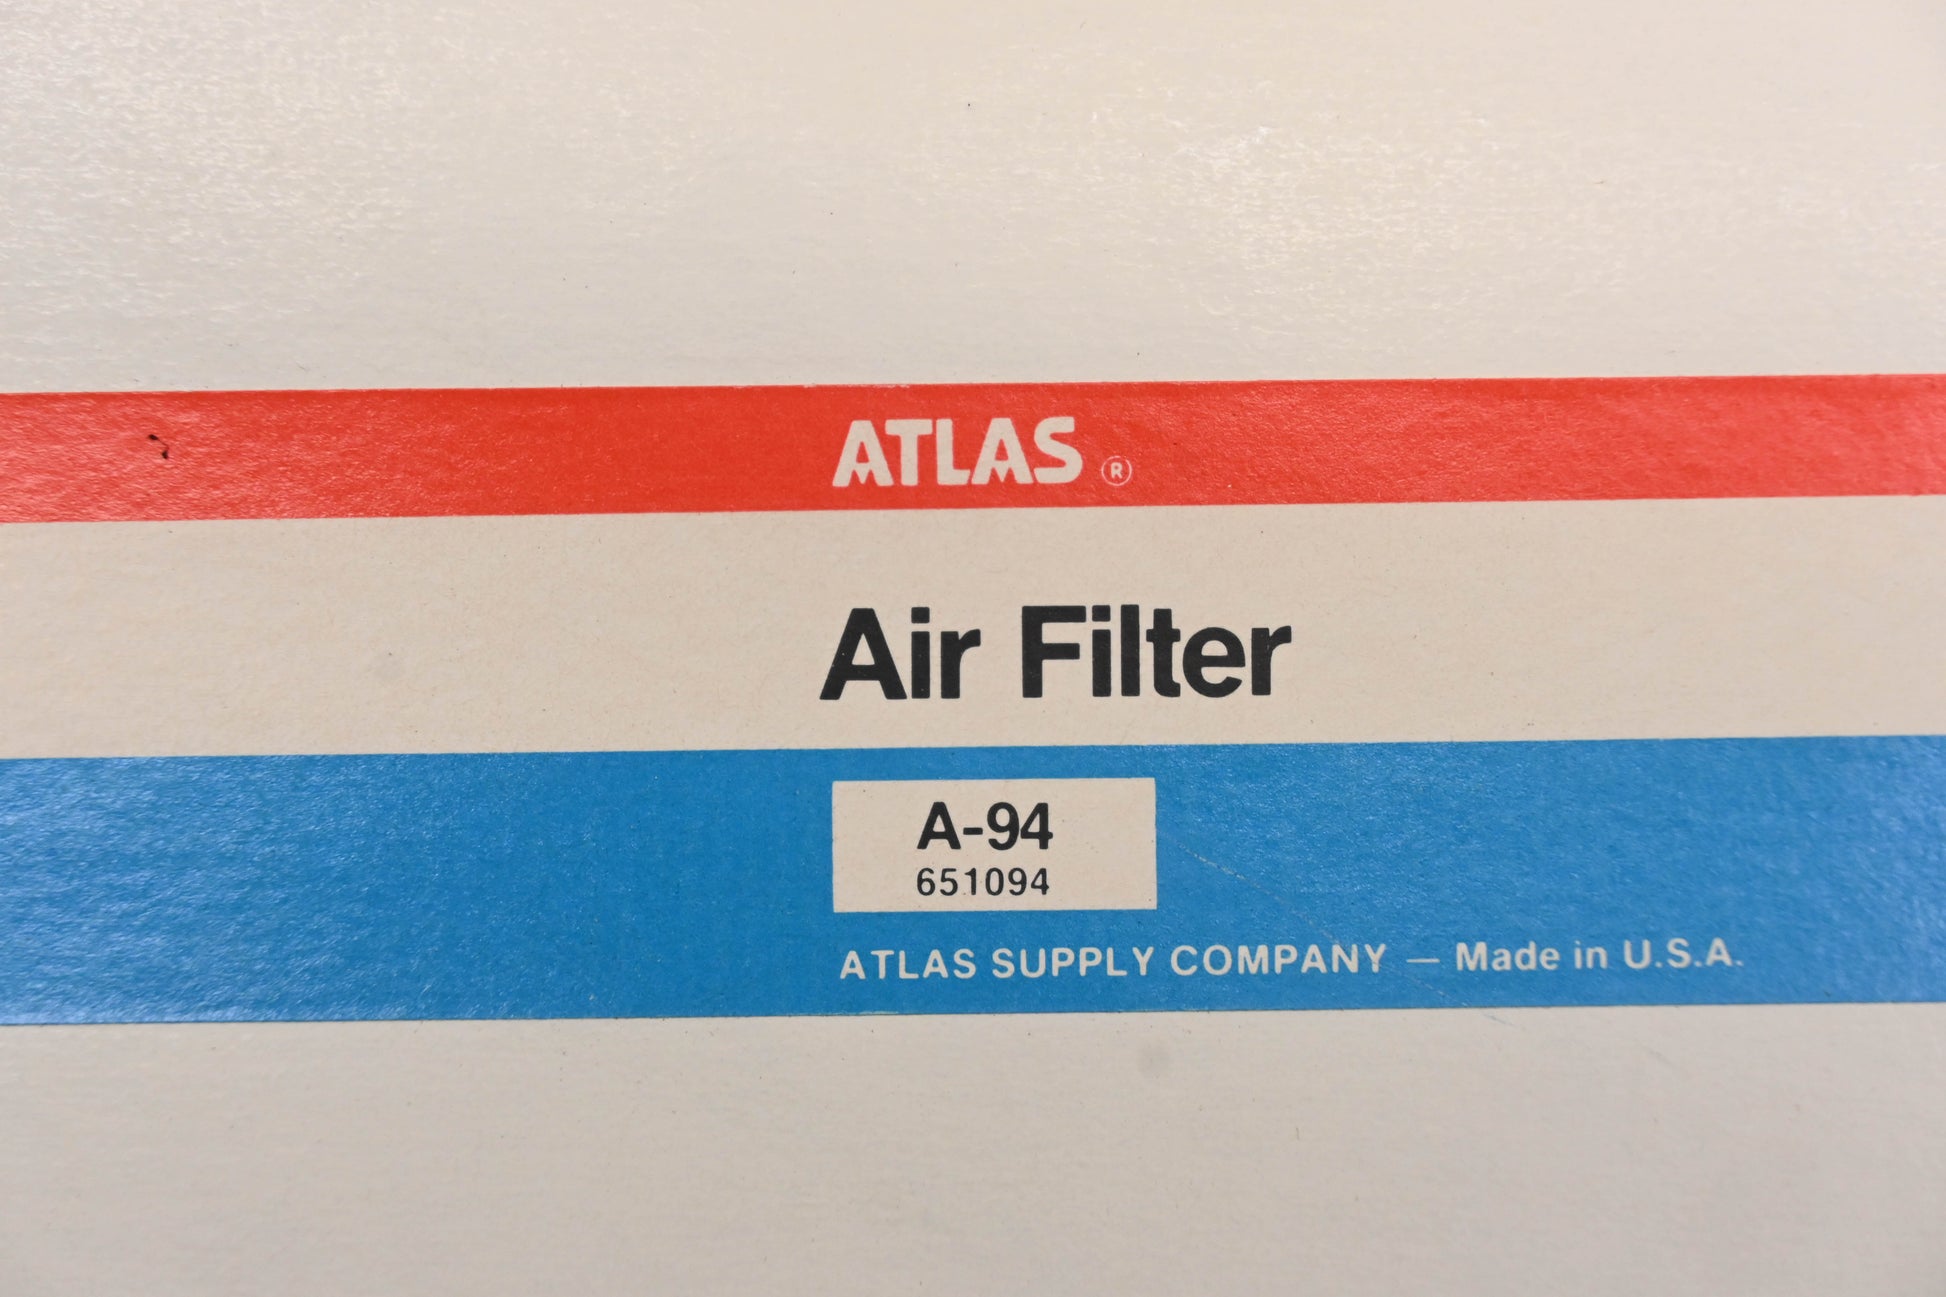 ATLAS ®
Air Filter
A-94
651094
ATLAS SUPPLY COMPANY — Made in U.S.A.